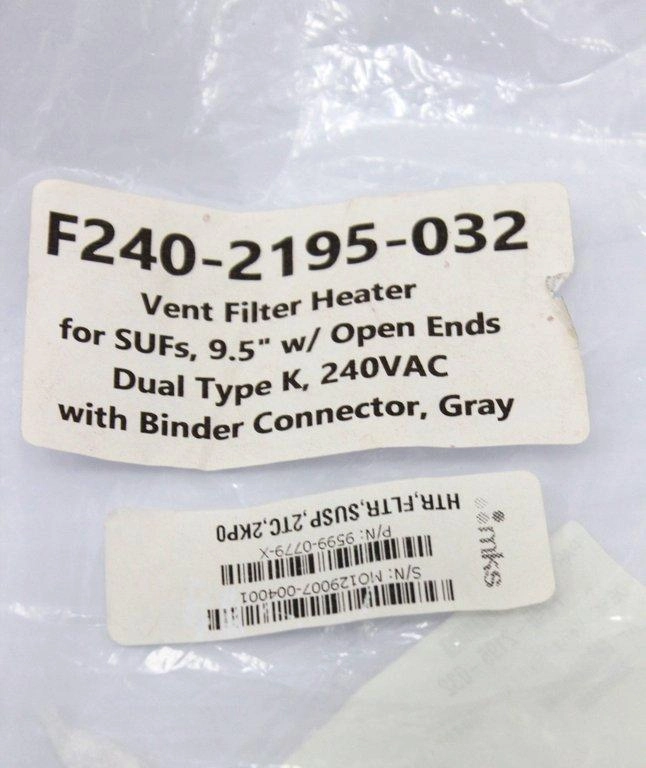 F240-2195-032
Vent Filter Heater
for SUFs, 9.5" w/ Open Ends
Dual Type K, 240VAC
with Binder Connector, Gray
mks
HTR,FLTR,SUSP,2TC,2KP0
P/N: 9599-0779-X
S/N: MO129007-004001